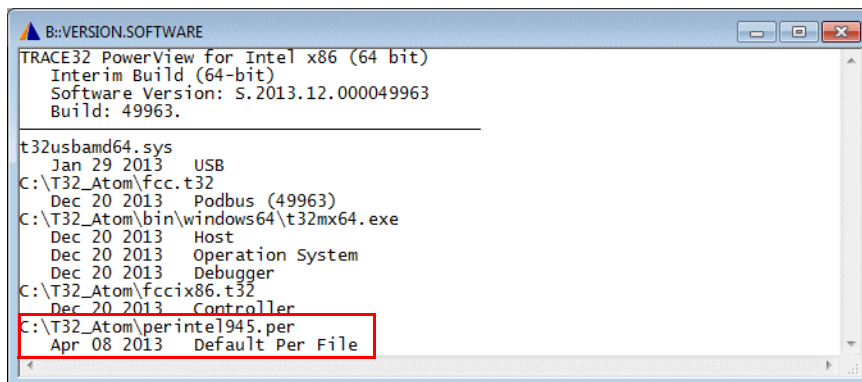 B::VERSION.SOFTWARE
TRACE32 PowerView for Intel x86 (64 bit)
Interim Build (64-bit)
Software Version: S.2013.12.000049963
Build: 49963.
t32usbamd64.sys
Jan 29 2013 USB
C:\T32_Atom\fcc.t32
Dec 20 2013 Podbus (49963)
C:\T32_Atom\bin\windows64\t32mx64.exe
Dec 20 2013 Host
Dec 20 2013 Operation System
Dec 20 2013 Debugger
C:\T32_Atom\fccix86.t32
Dec 20 2013 Controller
C:\T32_Atom\perintel945.per
Apr 08 2013 Default Per File